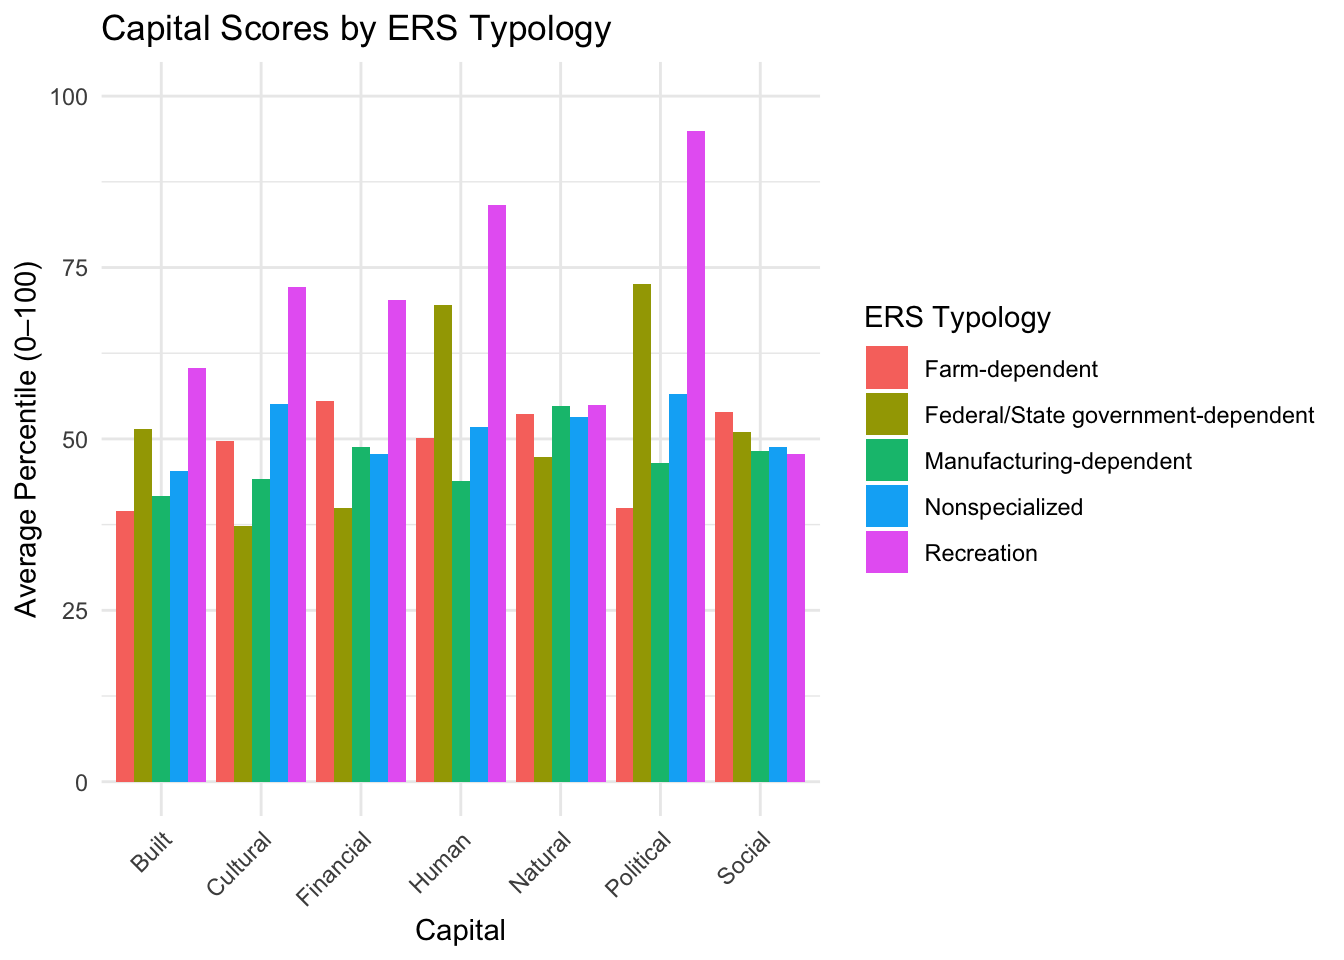 Capital Scores by ERS Typology
Average Percentile (0–100)
100
75
50
25
0
Built
Cultural
Financial
Human
Natural
Political
Social
Capital
ERS Typology
Farm-dependent
Federal/State government-dependent
Manufacturing-dependent
Nonspecialized
Recreation